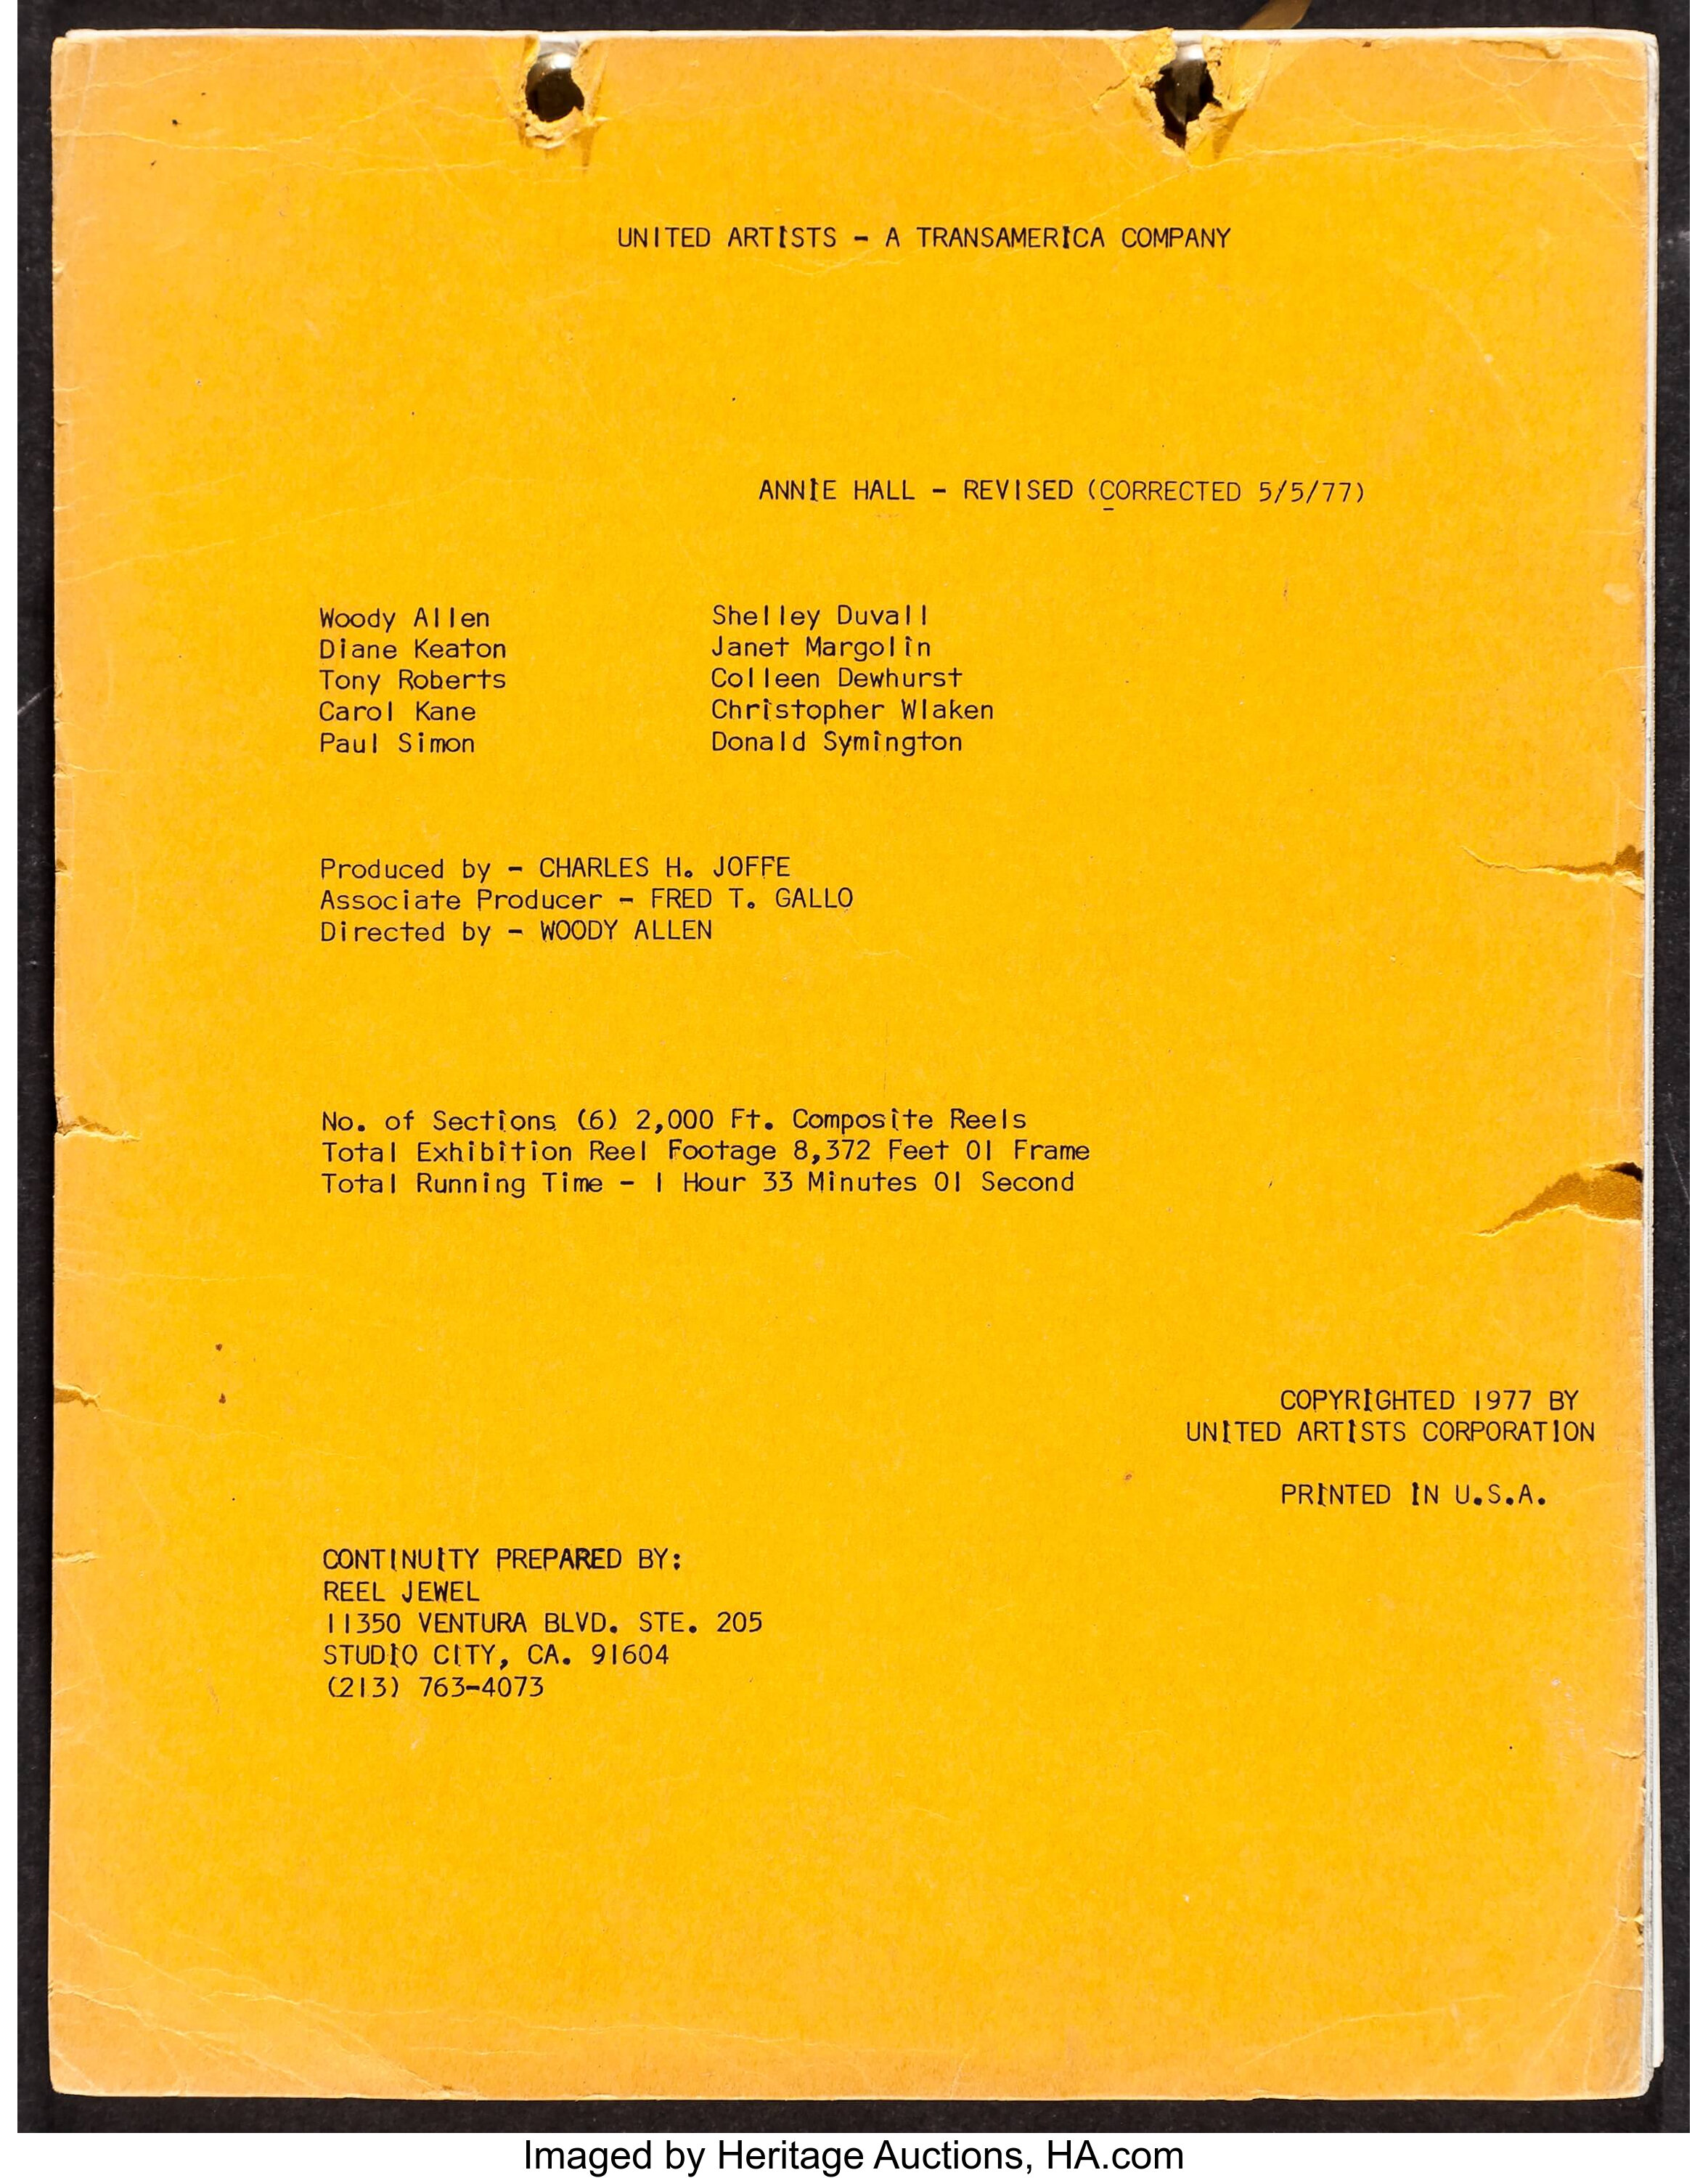 UNITED ARTISTS - A TRANSAMERICA COMPANY
ANNIE HALL - REVISED (CORRECTED 5/5/77)
Woody Allen
Diane Keaton
Tony Roberts
Carol Kane
Paul Simon
Shelley Duvall
Janet Margolin
Colleen Dewhurst
Christopher Wlaken
Donald Symington
Produced by - CHARLES H. JOFFE
Associate Producer - FRED T. GALLO
Directed by - WOODY ALLEN
No. of Sections (6) 2,000 Ft. Composite Reels
Total Exhibition Reel Footage 8,372 Feet 01 Frame
Total Running Time - 1 Hour 33 Minutes 01 Second
COPYRIGHTED 1977 BY
UNITED ARTISTS CORPORATION
PRINTED IN U.S.A.
CONTINUITY PREPARED BY:
REEL JEWEL
11350 VENTURA BLVD. STE. 205
STUDIO CITY, CA. 91604
(213) 763-4073
Imaged by Heritage Auctions, HA.com